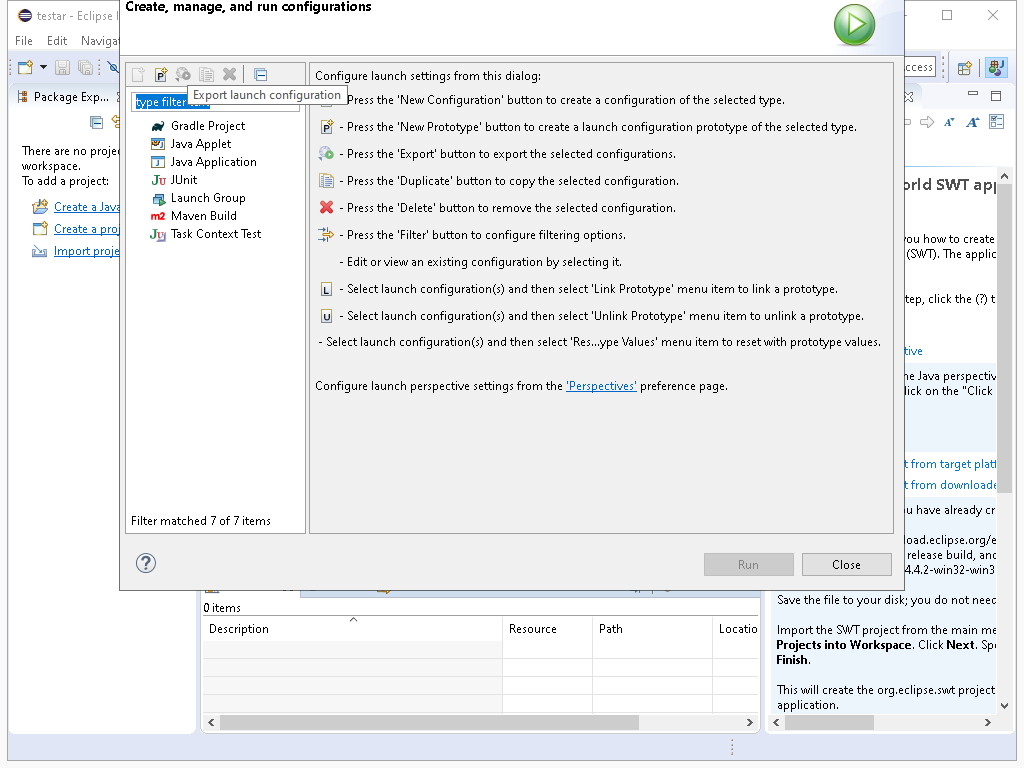 testar - Eclipse I
Create, manage, and run configurations
File Edit Naviga
Export launch configuration
type filter
Gradle Project
Java Applet
Java Application
JUnit
Launch Group
Maven Build
Task Context Test
Filter matched 7 of 7 items
Configure launch settings from this dialog:
Press the 'New Configuration' button to create a configuration of the selected type.
- Press the 'New Prototype' button to create a launch configuration prototype of the selected type.
- Press the 'Export' button to export the selected configurations.
- Press the 'Duplicate' button to copy the selected configuration.
- Press the 'Delete' button to remove the selected configuration.
- Press the 'Filter' button to configure filtering options.
- Edit or view an existing configuration by selecting it.
L - Select launch configuration(s) and then select 'Link Prototype' menu item to link a prototype.
U - Select launch configuration(s) and then select 'Unlink Prototype' menu item to unlink a prototype.
- Select launch configuration(s) and then select 'Res...ype Values' menu item to reset with prototype values.
Configure launch perspective settings from the 'Perspectives' preference page.
Run
Close
Package Exp...
There are no proje
workspace.
To add a project:
Create a Java
Create a proj
Import proje
0 items
Description Resource Path Locatio
ccess
orld SWT app
you how to create
(SWT). The applic
tep, click the (?) t
tive
he Java perspectiv
lick on the "Click
t from target platf
t from downloade
ou have already cr
load.eclipse.org/e
release build, and
4.4.2-win32-win3
Save the file to your disk; you do not need
Import the SWT project from the main me
Projects into Workspace. Click Next. Spe
Finish.
This will create the org.eclipse.swt project
application.